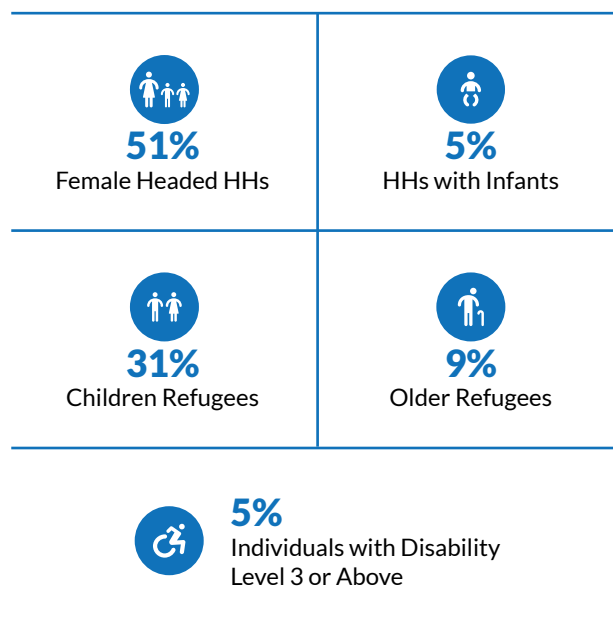 51%
Female Headed HHs
5%
HHs with Infants
31%
Children Refugees
9%
Older Refugees
5%
Individuals with Disability
Level 3 or Above